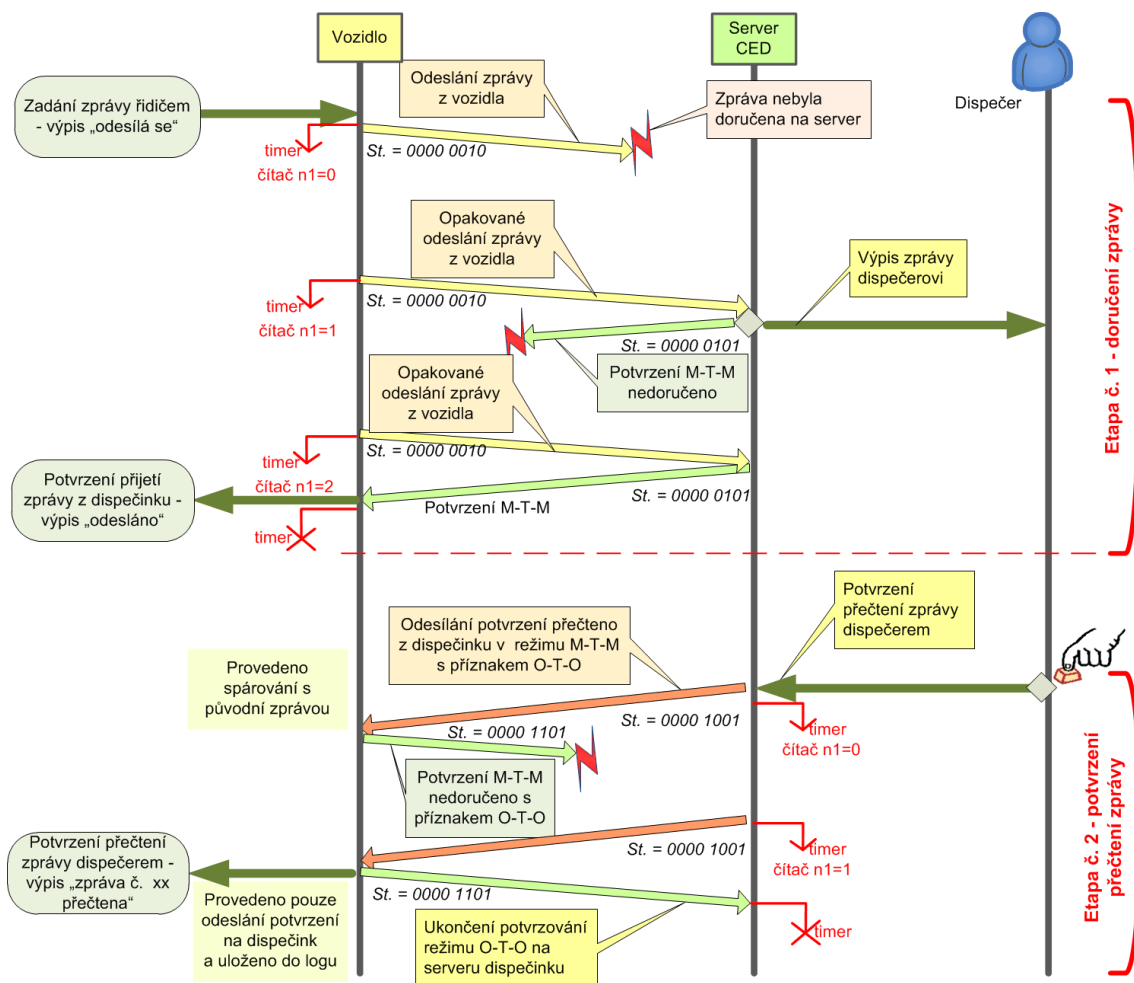 Vozidlo
Server
CED
Dispečer
Zadání zprávy řidičem
- výpis „odesílá se“
Odeslání zprávy
z vozidla
Zpráva nebyla
doručena na server
timer
čítač n1=0
St. = 0000 0010
Opakované
odeslání zprávy
z vozidla
Výpis zprávy
dispečerovi
timer
čítač n1=1
St. = 0000 0010
St. = 0000 0101
Potvrzení M-T-M
nedoručeno
Opakované
odeslání zprávy
z vozidla
timer
čítač n1=2
St. = 0000 0010
St. = 0000 0101
Potvrzení M-T-M
Potvrzení přijetí
zprávy z dispečinku -
výpis „odesláno“
timer
Etapa č. 1 - doručení zprávy
Potvrzení
přečtení zprávy
dispečerem
Odesílání potvrzení přečteno
z dispečinku v režimu M-T-M
s příznakem O-T-O
Provedeno
spárování s
původní zprávou
St. = 0000 1001
timer
čítač n1=0
St. = 0000 1101
Potvrzení M-T-M
nedoručeno s
příznakem O-T-O
St. = 0000 1001
timer
čítač n1=1
Potvrzení přečtení
zprávy dispečerem -
výpis „zpráva č. xx
přečtena“
St. = 0000 1101
Provedeno pouze
odeslání potvrzení
na dispečink
a uloženo do logu
Ukončení potvrzování
režimu O-T-O na
serveru dispečinku
timer
Etapa č. 2 - potvrzení
přečtení zprávy